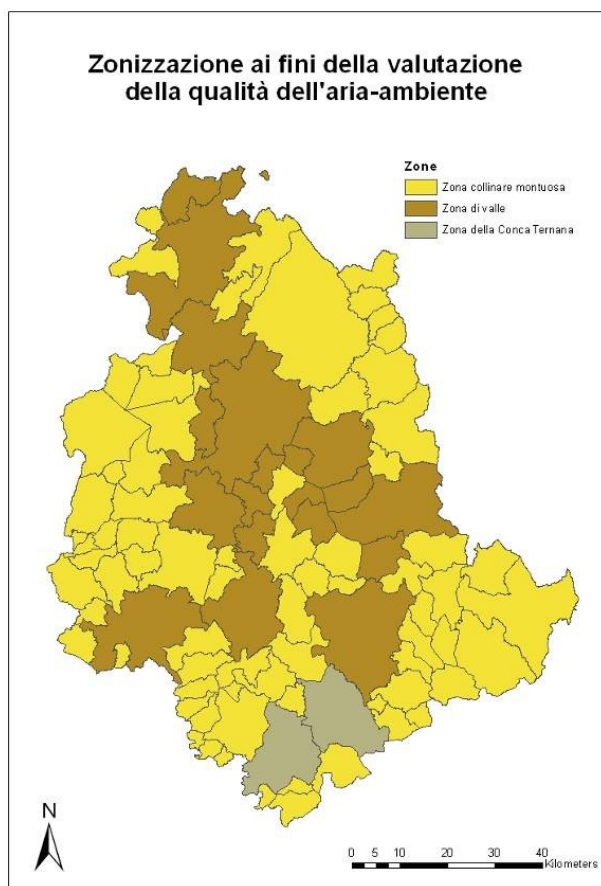 Zonizzazione ai fini della valutazione
della qualità dell'aria-ambiente
Zone
Zona collinare montuosa
Zona di valle
Zona della Conca Ternana
N
0 5 10 20 30 40
Kilometers